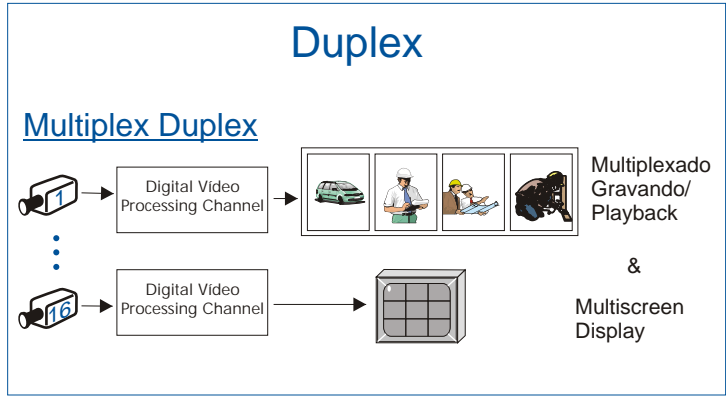 Duplex
Multiplex Duplex
1
Digital Vídeo
Processing Channel
Multiplexado
Gravando/
Playback
&
16
Digital Vídeo
Processing Channel
Multiscreen
Display